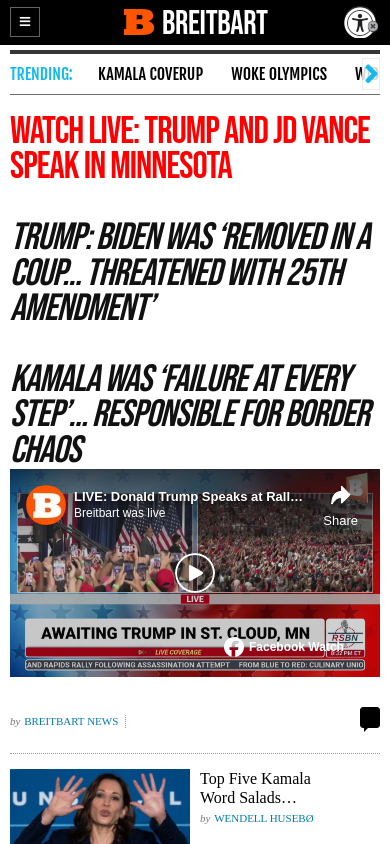 BREITBART
TRENDING:
KAMALA COVERUP
WOKE OLYMPICS
WATCH LIVE: TRUMP AND JD VANCE
SPEAK IN MINNESOTA
TRUMP: BIDEN WAS ‘REMOVED IN A
COUP… THREATENED WITH 25TH
AMENDMENT’
KAMALA WAS ‘FAILURE AT EVERY
STEP’… RESPONSIBLE FOR BORDER
CHAOS
LIVE: Donald Trump Speaks at Rall…
Breitbart was live
Share
LIVE
AWAITING TRUMP IN ST. CLOUD, MN
RSBN
LIVE COVERAGE
8:32 PM ET
Facebook Watch
AND RAPIDS RALLY FOLLOWING ASSASSINATION ATTEMPT
FROM BLUE TO RED: CULINARY UNIO
by BREITBART NEWS
Top Five Kamala
Word Salads…
by WENDELL HUSEBØ